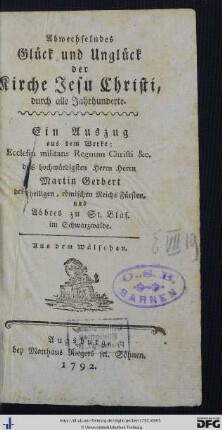 Abwechselndes
Glück und Unglück
der
Kirche Jesu Christi,
durch alle Jahrhunderte.
Ein Auszug
aus dem Werke:
Ecclesia militans Regnum Christi &c.
des hochwürdigsten Herrn Herrn
Martin Gerbert
des heiligen, römischen Reichs Fürsten,
und
Abbtes zu St. Blas.
im Schwarzwalde.
Aus dem wälschen.
O.S.B.
SARNEN
Augsburg,
bey Matthäus Riegers sel. Söhnen.
1792.
DFG